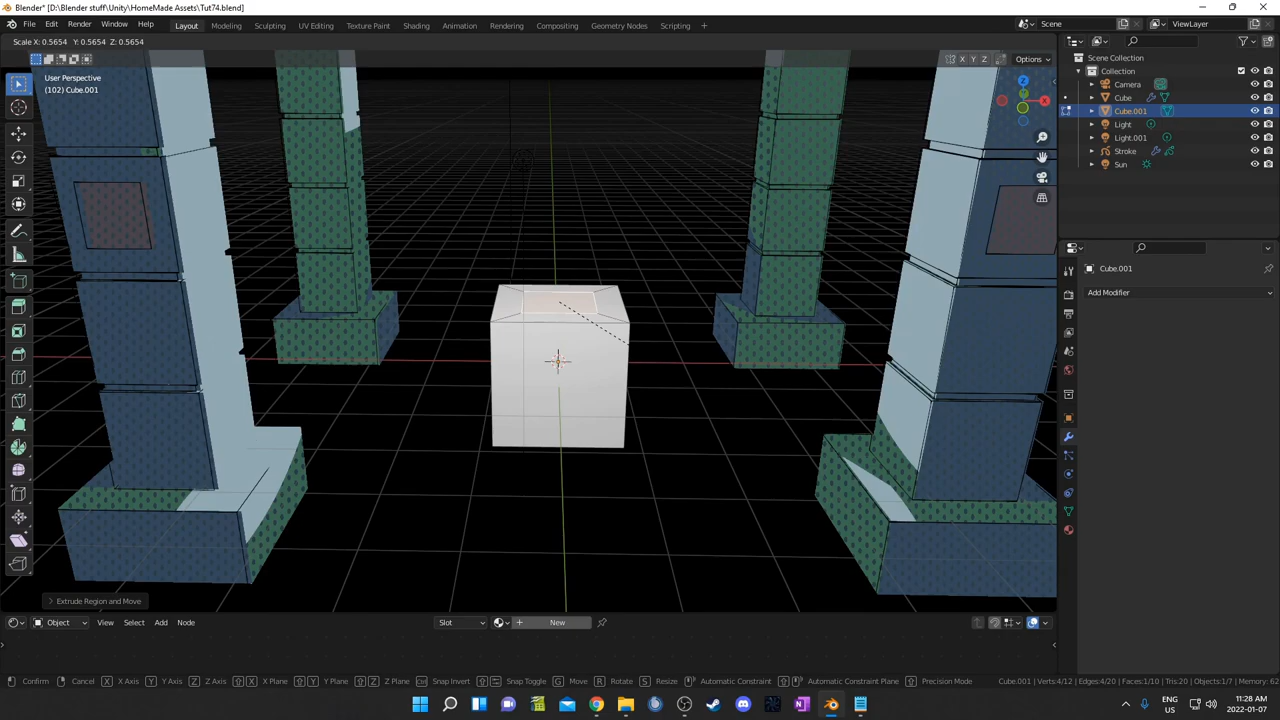 Blender* [D:\Blender stuff\Unity\HomeMade Assets\Tut74.blend]
File Edit Render Window Help Layout Modeling Sculpting UV Editing Texture Paint Shading Animation Rendering Compositing Geometry Nodes Scripting + Scene ViewLayer
Scale X: 0.5654 Y: 0.5654 Z: 0.5654
X Y Z Options
User Perspective
(102) Cube.001
Scene Collection
Collection
Camera
Cube
Cube.001
Light
Light.001
Stroke
Sun
Z
X
Cube.001
Add Modifier
Extrude Region and Move
Object View Select Add Node Slot New
Confirm Cancel X X Axis Y Y Axis Z Z Axis X X Plane Y Y Plane Z Z Plane Snap Invert Snap Toggle G Move R Rotate S Resize Automatic Constraint Automatic Constraint Plane Precision Mode Cube.001 | Verts:4/12 | Edges:4/20 | Faces:1/10 | Tris:20 | Objects:1/7 | Memory: 62
ENG
US
11:28 AM
2022-01-07